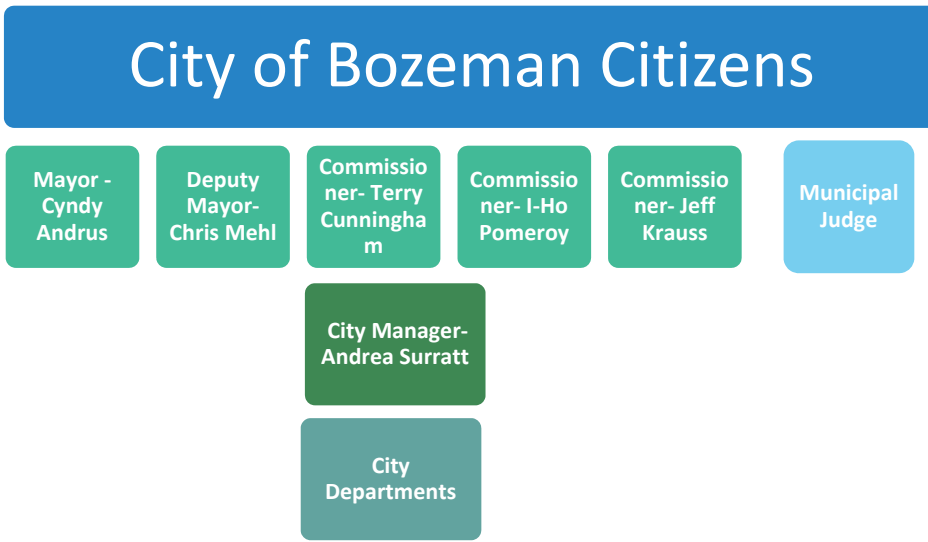 City of Bozeman Citizens
Mayor -
Cyndy
Andrus
Deputy
Mayor-
Chris Mehl
Commissio
ner- Terry
Cunningha
m
Commissio
ner- I-Ho
Pomeroy
Commissio
ner- Jeff
Krauss
Municipal
Judge
City Manager-
Andrea Surratt
City
Departments